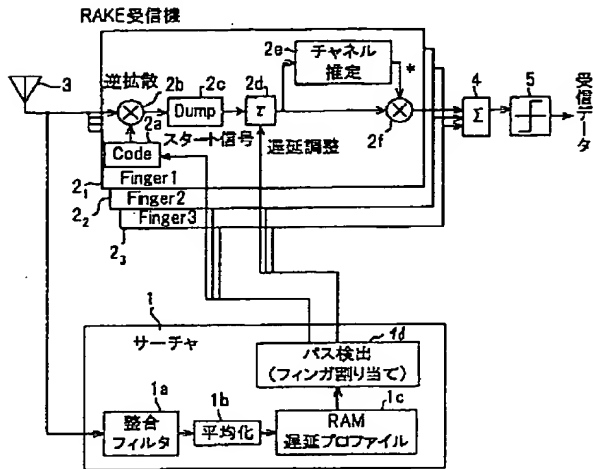 RAKE受信機
3
逆拡散
2b
2c
2d
2e
チャネル
推定
*
4
5
受信データ
Dump
τ
2f
Σ
2a
スタート信号
Code
遅延調整
Finger1
2₁
Finger2
2₂
Finger3
2₃
1
サーチャ
1d
パス検出
(フィンガ割り当て)
1a
整合
フィルタ
1b
平均化
1c
RAM
遅延プロファイル